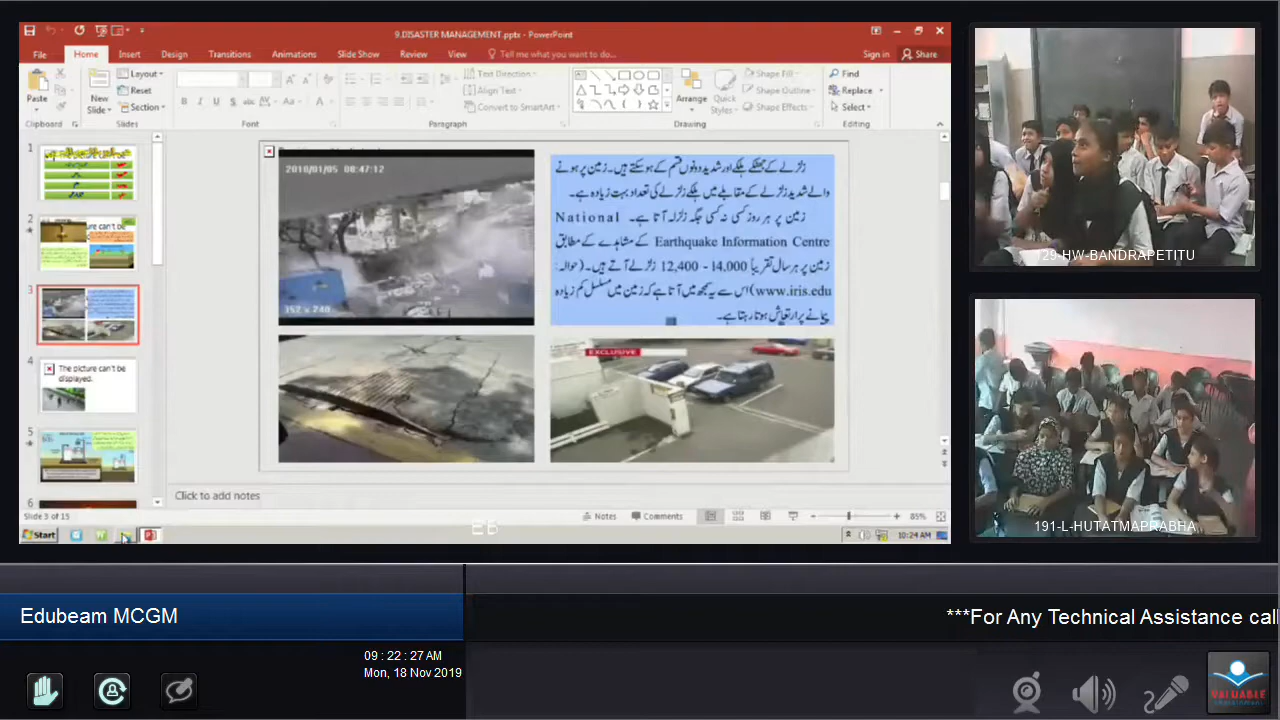 9.DISASTER MANAGEMENT.pptx - PowerPoint
File Home Insert Design Transitions Animations Slide Show Review View Tell me what you want to do... Sign in Share
Paste
New Slide
Layout
Reset
Section
Text Direction
Align Text
Convert to SmartArt
Arrange
Quick Styles
Shape Fill
Shape Outline
Shape Effects
Find
Replace
Select
Clipboard Slides Font Paragraph Drawing Editing
1
2
3
4
The picture can't be displayed.
5
6
2010/01/05 08:47:12
352 x 240
زلزلے کے جھٹکے ہلکے اور شدید دونوں قسم کے ہو سکتے ہیں۔ زمین پر ہونے
والے شدید زلزلے کے مقابلے میں ہلکے زلزلے کی تعداد بہت زیادہ ہے۔
زمین پر ہر روز کسی نہ کسی جگہ زلزلہ آتا ہے۔ National
Earthquake Information Centre کے مشاہدے کے مطابق
زمین پر ہر سال تقریباً 14,000 - 12,400 زلزلے آتے ہیں۔ (حوالہ:
www.iris.edu) اس سے یہ سمجھ میں آتا ہے کہ زمین میں مسلسل کم زیادہ
پیمانے پر ارتعاش ہوتا رہتا ہے۔
EXCLUSIVE
Click to add notes
Slide 3 of 15
Notes Comments 85%
Start
10:24 AM
29-HW-BANDRAPETITU
191-L-HUTATMAPRABHA
Edubeam MCGM
***For Any Technical Assistance call
09 : 22 : 27 AM
Mon, 18 Nov 2019
VALUABLE